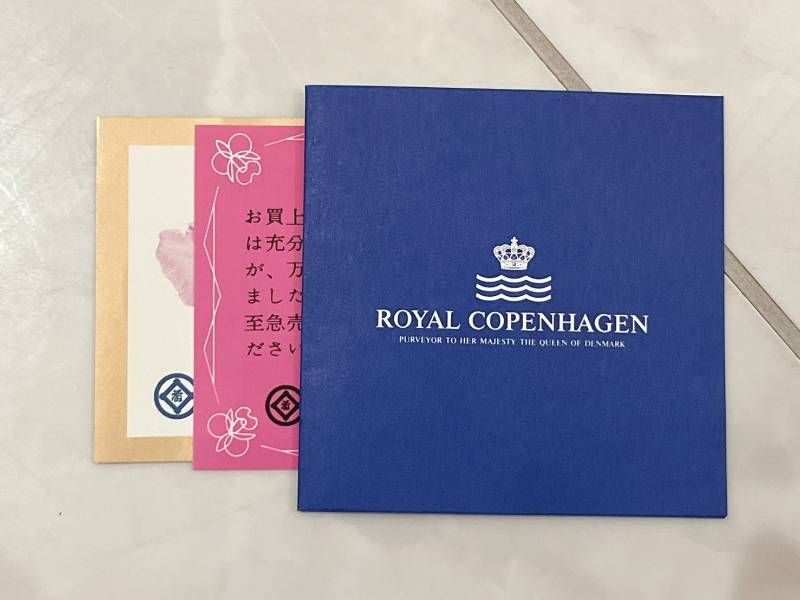 お買上
は充分
が、万
ました
至急売
ださい
ROYAL COPENHAGEN
PURVEYOR TO HER MAJESTY THE QUEEN OF DENMARK